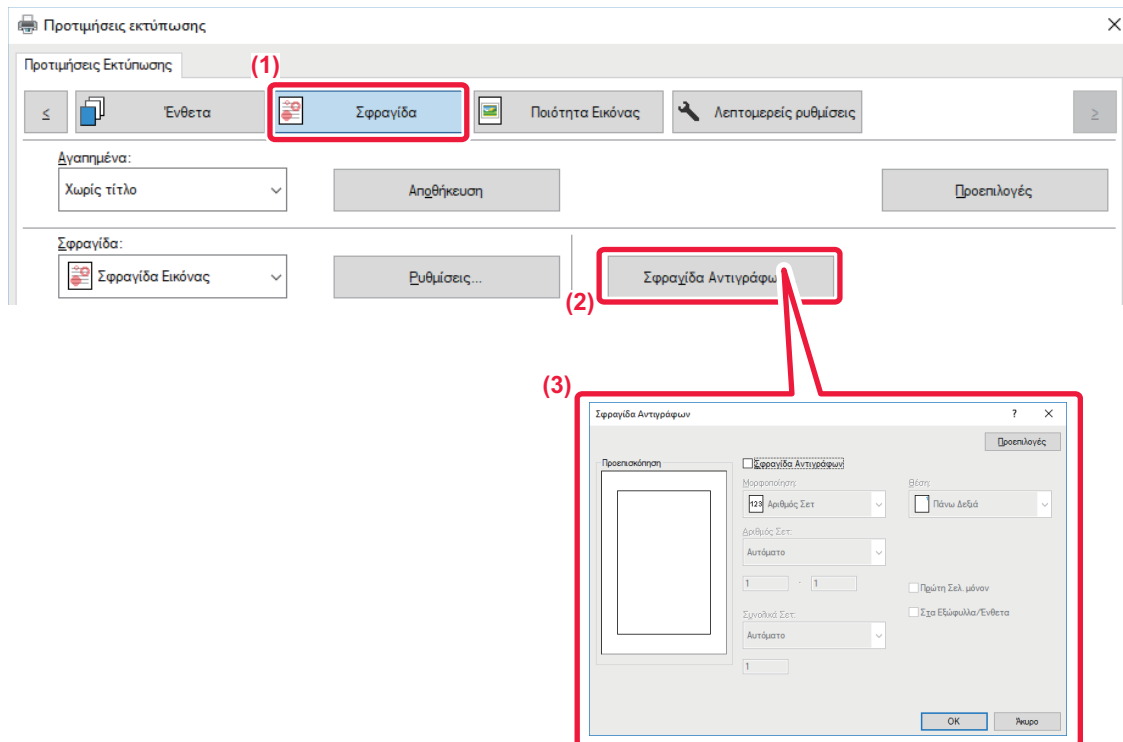 Προτιμήσεις εκτύπωσης
Προτιμήσεις Εκτύπωσης
(1)
≤ Ένθετα Σφραγίδα Ποιότητα Εικόνας Λεπτομερείς ρυθμίσεις ≥
Αγαπημένα:
Χωρίς τίτλο Αποθήκευση Προεπιλογές
Σφραγίδα:
Σφραγίδα Εικόνας Ρυθμίσεις... Σφραγίδα Αντιγράφω
(2)
(3)
Σφραγίδα Αντιγράφων ?
Προεπιλογές
Προεπισκόπηση Σφραγίδα Αντιγράφων
Μορφοποίηση: Θέση:
123 Αριθμός Σετ 1 Πάνω Δεξιά
Αριθμός Σετ:
Αυτόματο
1 - 1 Πρώτη Σελ. μόνον
Συνολικά Σετ: Στα Εξώφυλλα/Ένθετα
Αυτόματο
1
OK Άκυρο